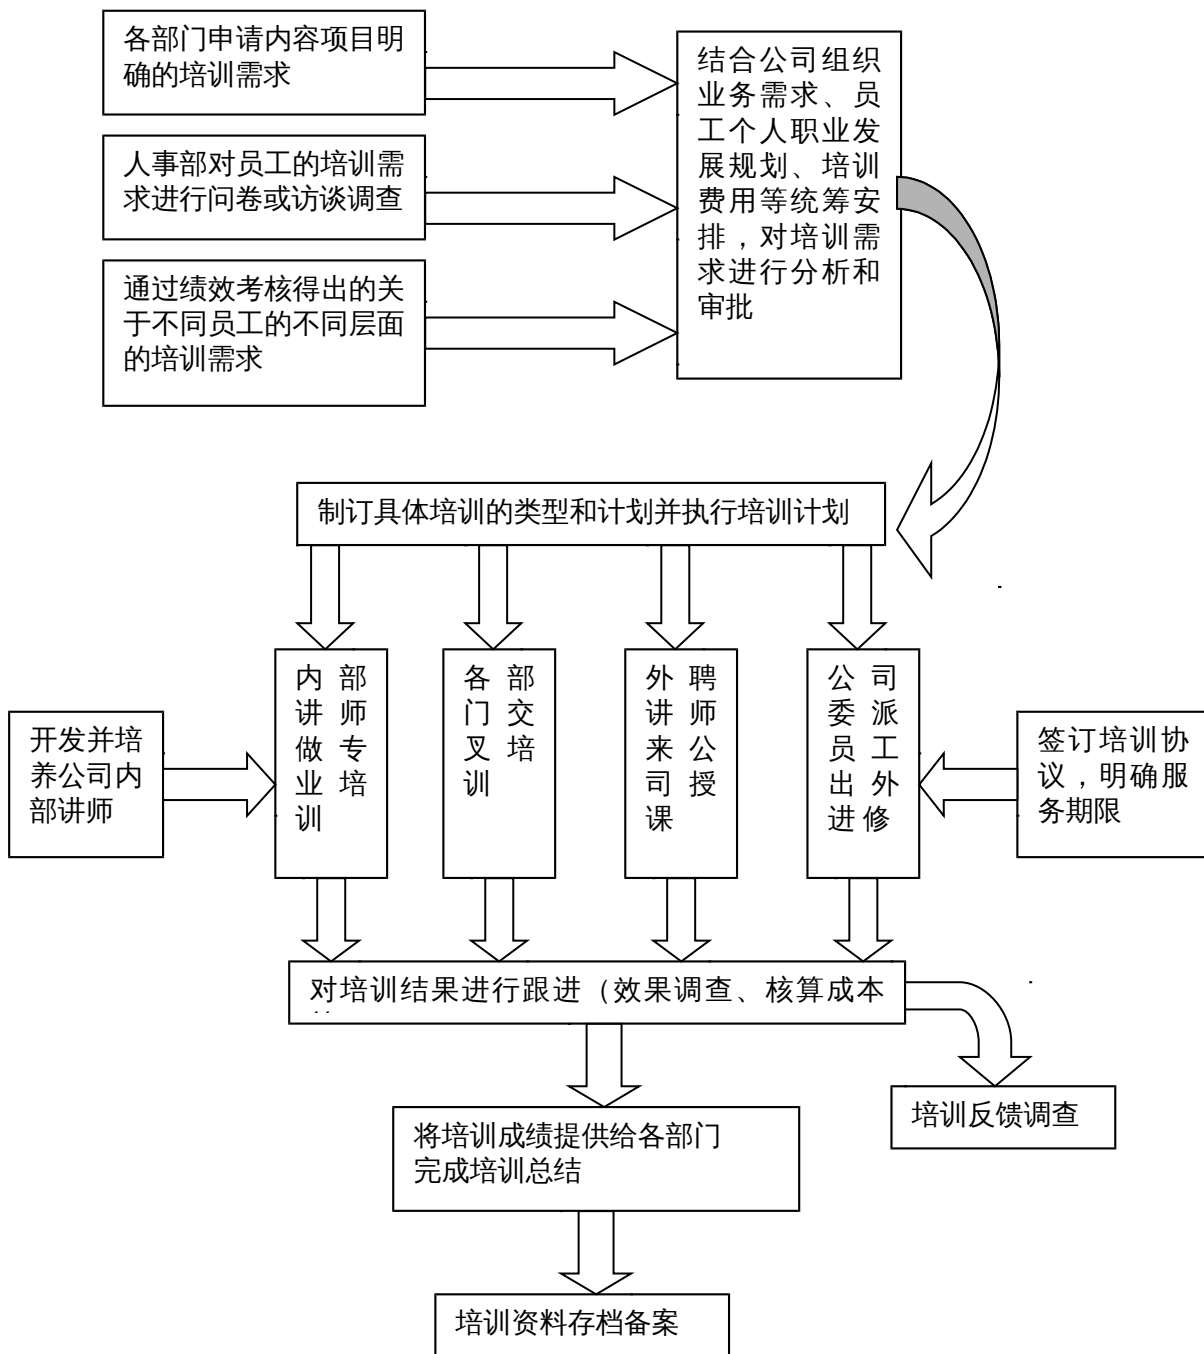 各部门申请内容项目明
确的培训需求
人事部对员工的培训需
求进行问卷或访谈调查
通过绩效考核得出的关
于不同员工的不同层面
的培训需求
结合公司组织
业务需求、员
工个人职业发
展规划、培训
费用等统筹安
排，对培训需
求进行分析和
审批
制订具体培训的类型和计划并执行培训计划
开发并培
养公司内
部讲师
内部
讲师
做专
业培
训
各部
门交
叉培
训
外聘
讲师
来公
司授
课
公司
委派
员工
出外
进修
签订培训协
议，明确服
务期限
对培训结果进行跟进（效果调查、核算成本
培训反馈调查
将培训成绩提供给各部门
完成培训总结
培训资料存档备案